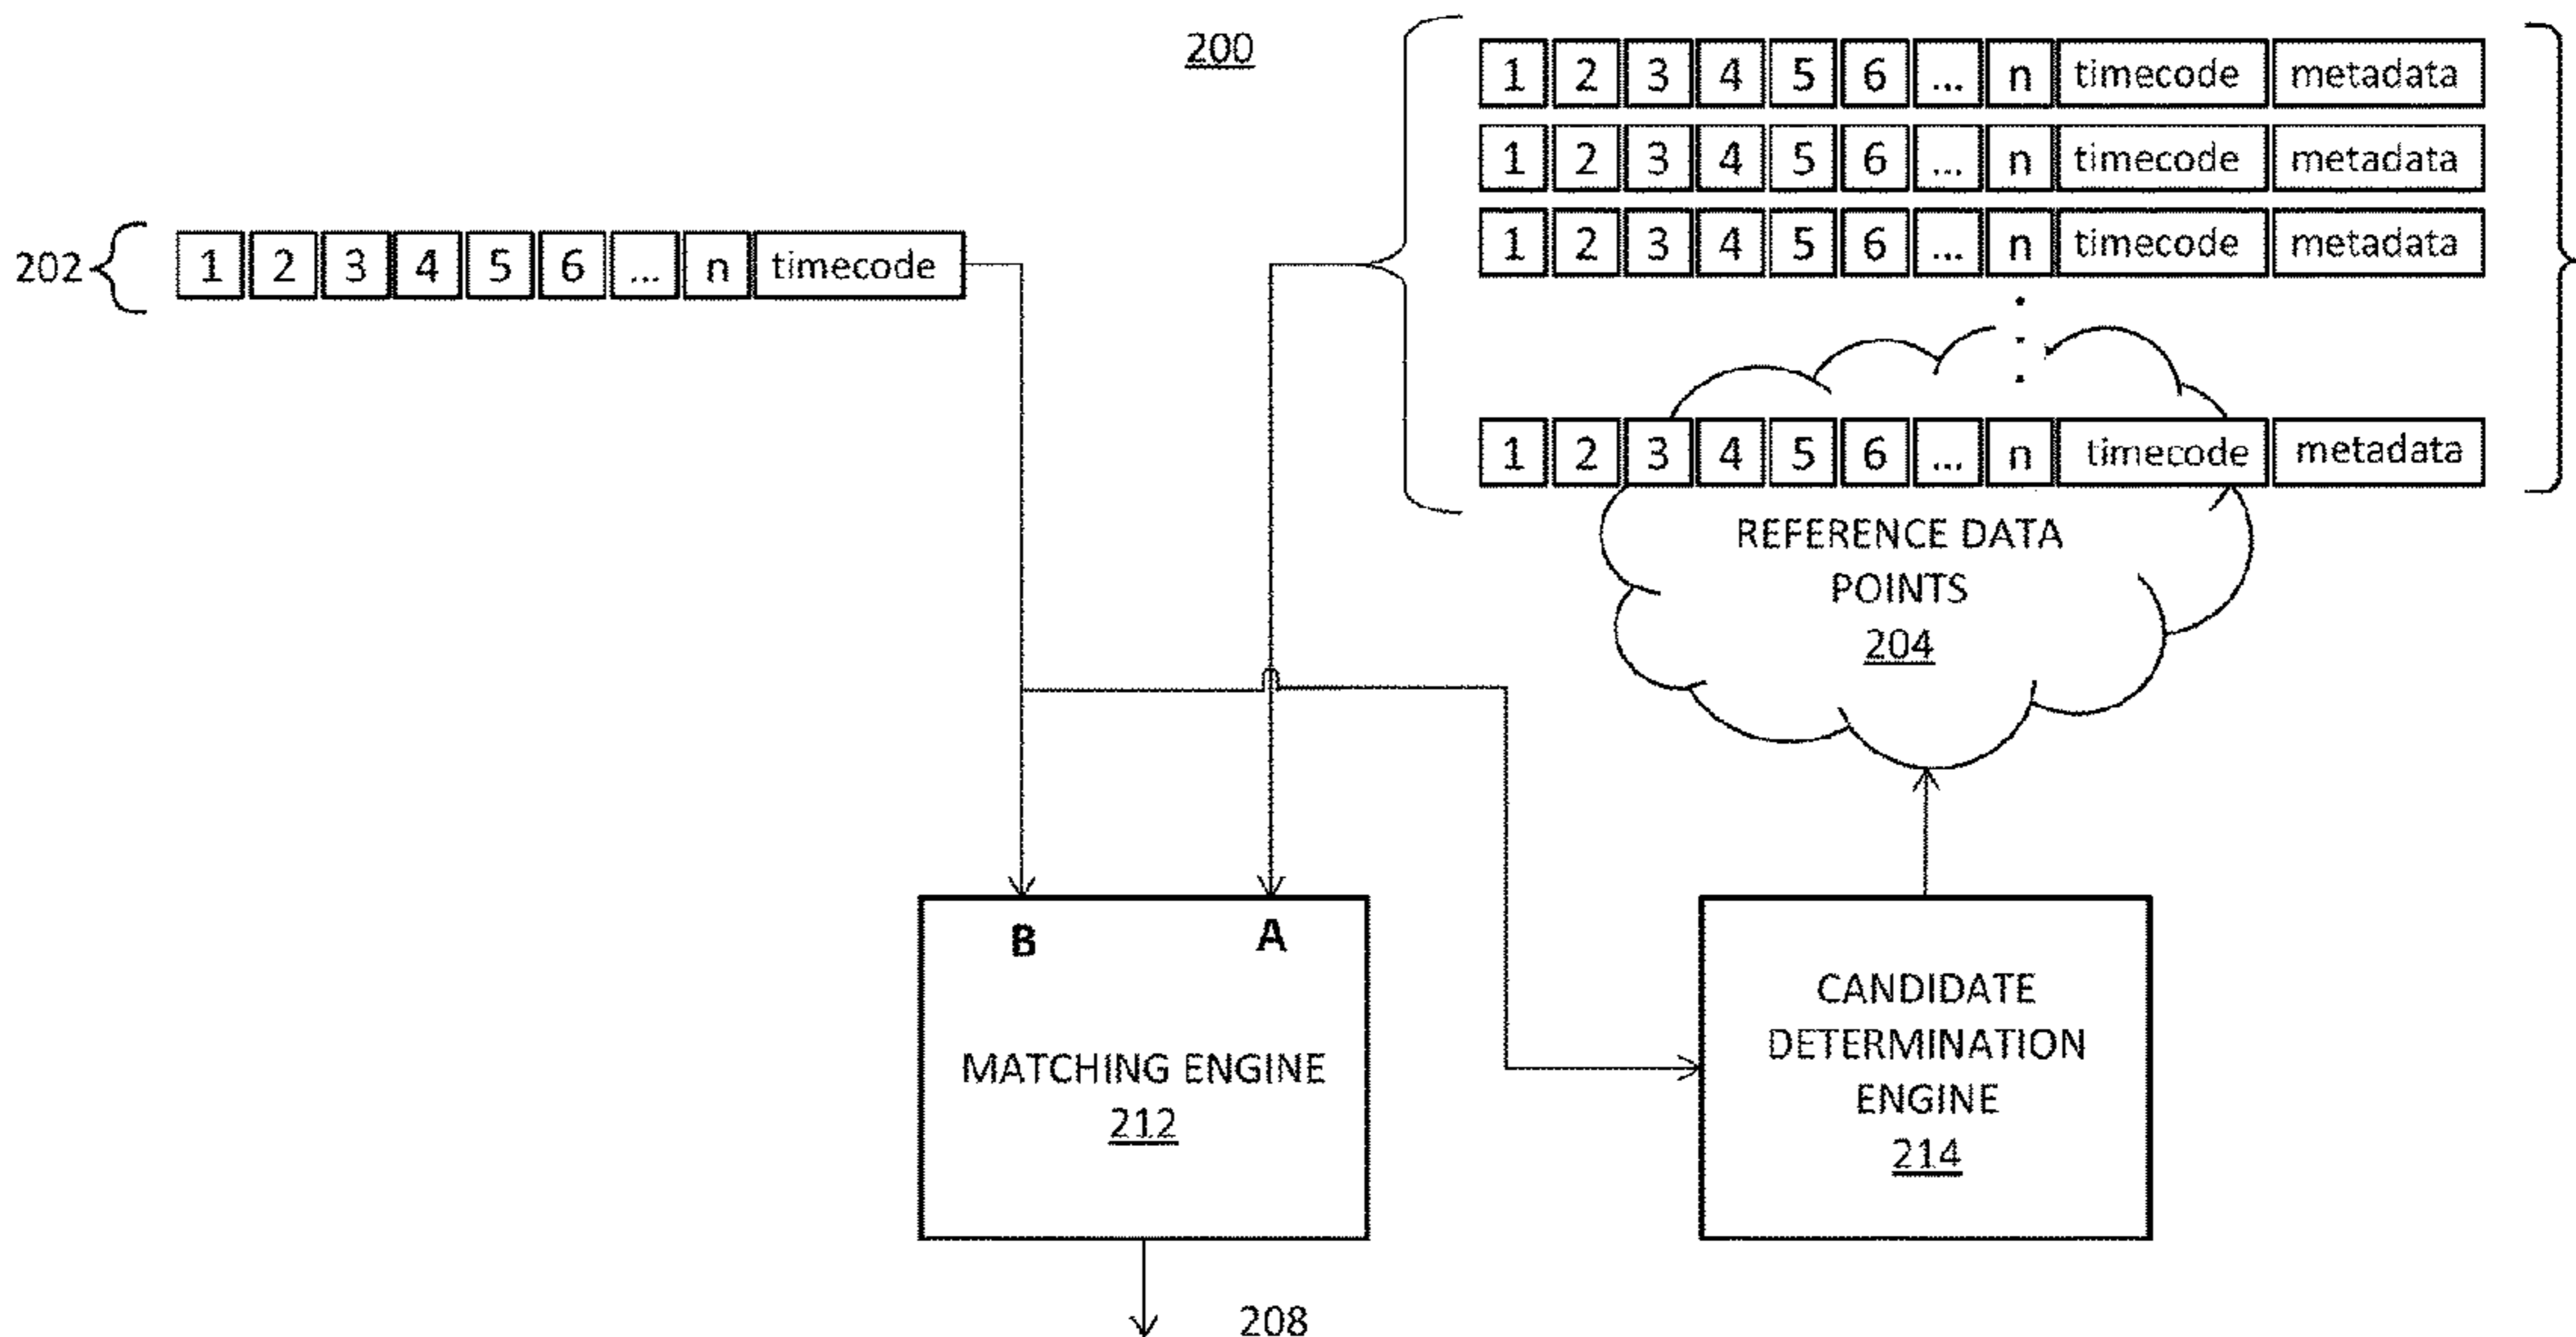 200
1 2 3 4 5 6 ... n timecode metadata
1 2 3 4 5 6 ... n timecode metadata
1 2 3 4 5 6 ... n timecode metadata
202 1 2 3 4 5 6 ... n timecode
1 2 3 4 5 6 ... n timecode metadata
REFERENCE DATA
POINTS
204
B A
MATCHING ENGINE
212
CANDIDATE
DETERMINATION
ENGINE
214
208